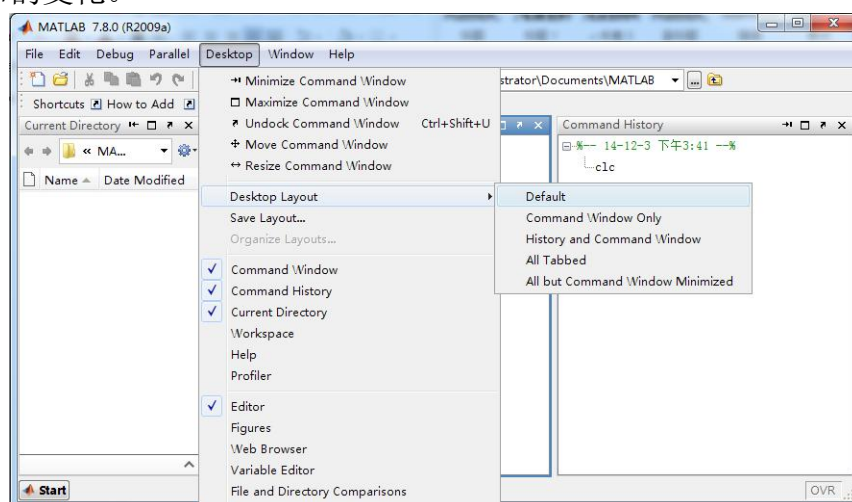 的变化。
MATLAB 7.8.0 (R2009a)
File Edit Debug Parallel Desktop Window Help
strator\Documents\MATLAB
Shortcuts How to Add
Current Directory
« MA...
Name Date Modified
Minimize Command Window
Maximize Command Window
Undock Command Window Ctrl+Shift+U
Move Command Window
Resize Command Window
Desktop Layout
Save Layout...
Organize Layouts...
Command Window
Command History
Current Directory
Workspace
Help
Profiler
Editor
Figures
Web Browser
Variable Editor
File and Directory Comparisons
Default
Command Window Only
History and Command Window
All Tabbed
All but Command Window Minimized
Command History
%-- 14-12-3 下午3:41 --%
clc
Start
OVR